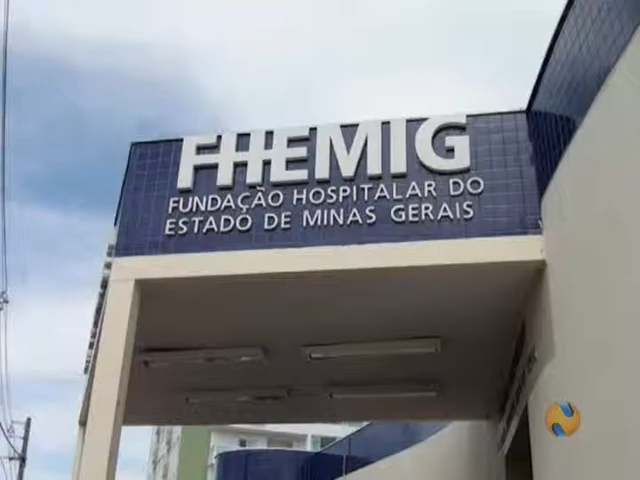 FHEMIG
FUNDAÇÃO HOSPITALAR DO
ESTADO DE MINAS GERAIS